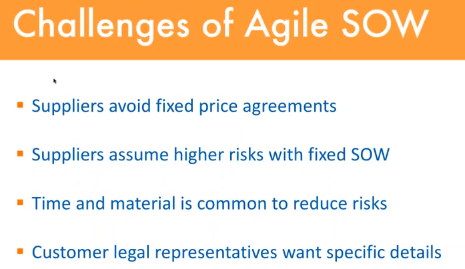 Challenges of Agile SOW
Suppliers avoid fixed price agreements
Suppliers assume higher risks with fixed SOW
Time and material is common to reduce risks
Customer legal representatives want specific details